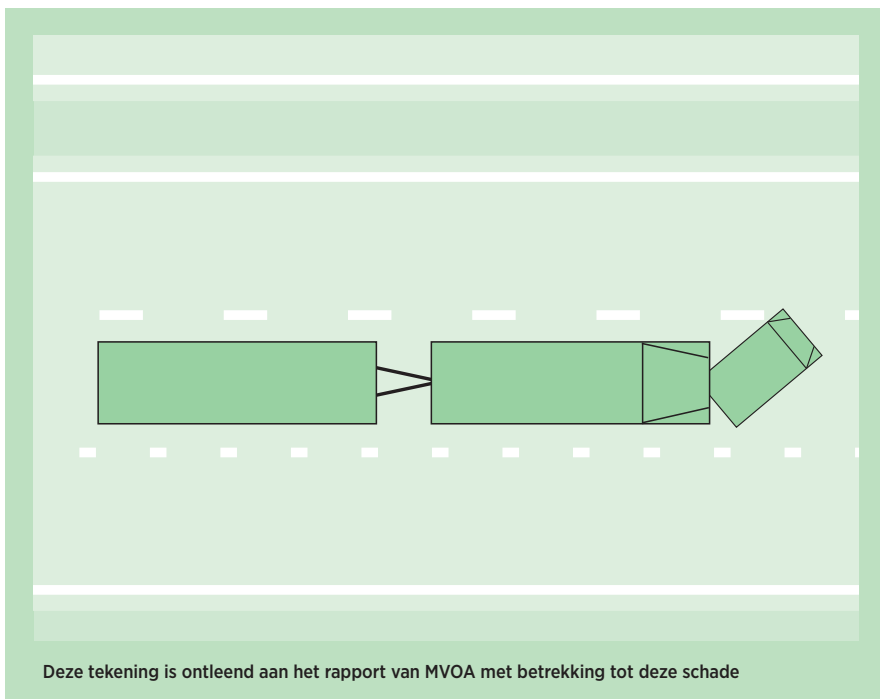 Deze tekening is ontleend aan het rapport van MVOA met betrekking tot deze schade